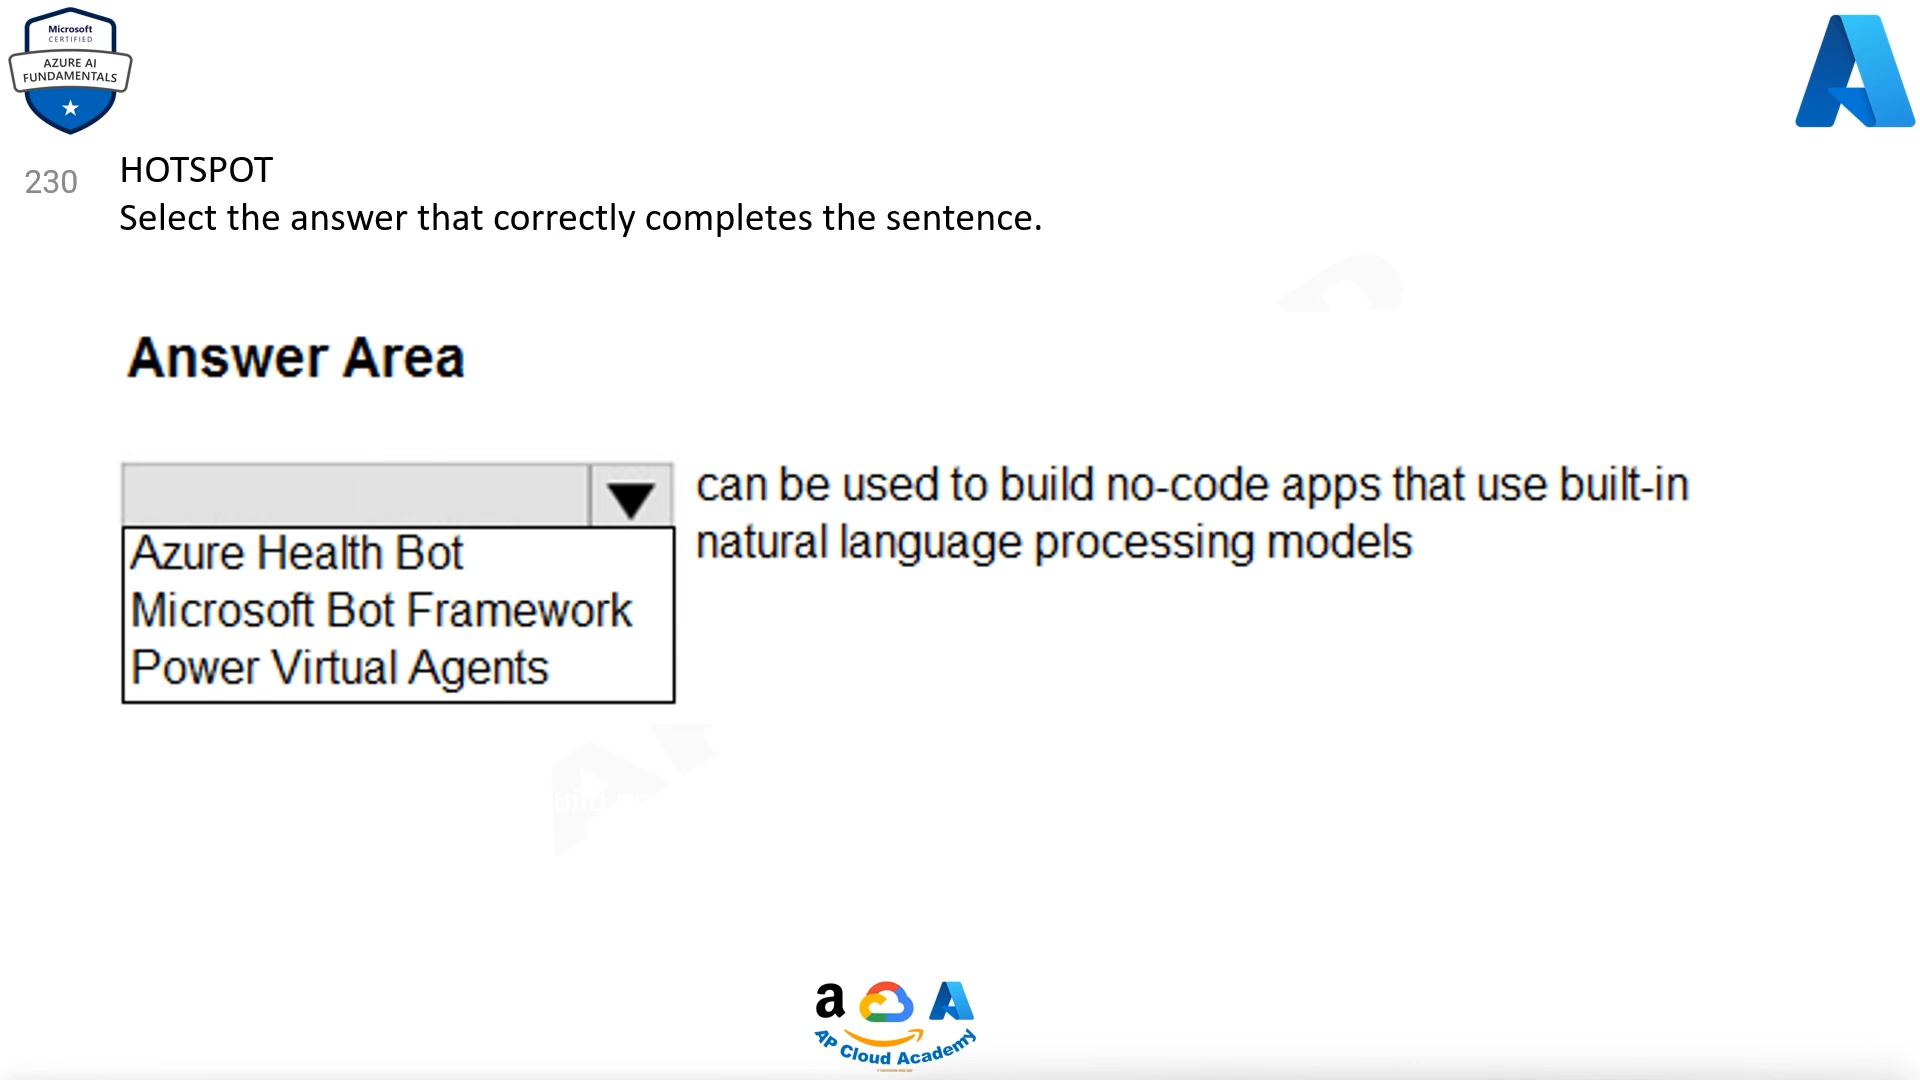 Microsoft
CERTIFIED
AZURE AI
FUNDAMENTALS
230
HOTSPOT
Select the answer that correctly completes the sentence.
Answer Area
can be used to build no-code apps that use built-in
natural language processing models
Azure Health Bot
Microsoft Bot Framework
Power Virtual Agents
a
AP Cloud Academy